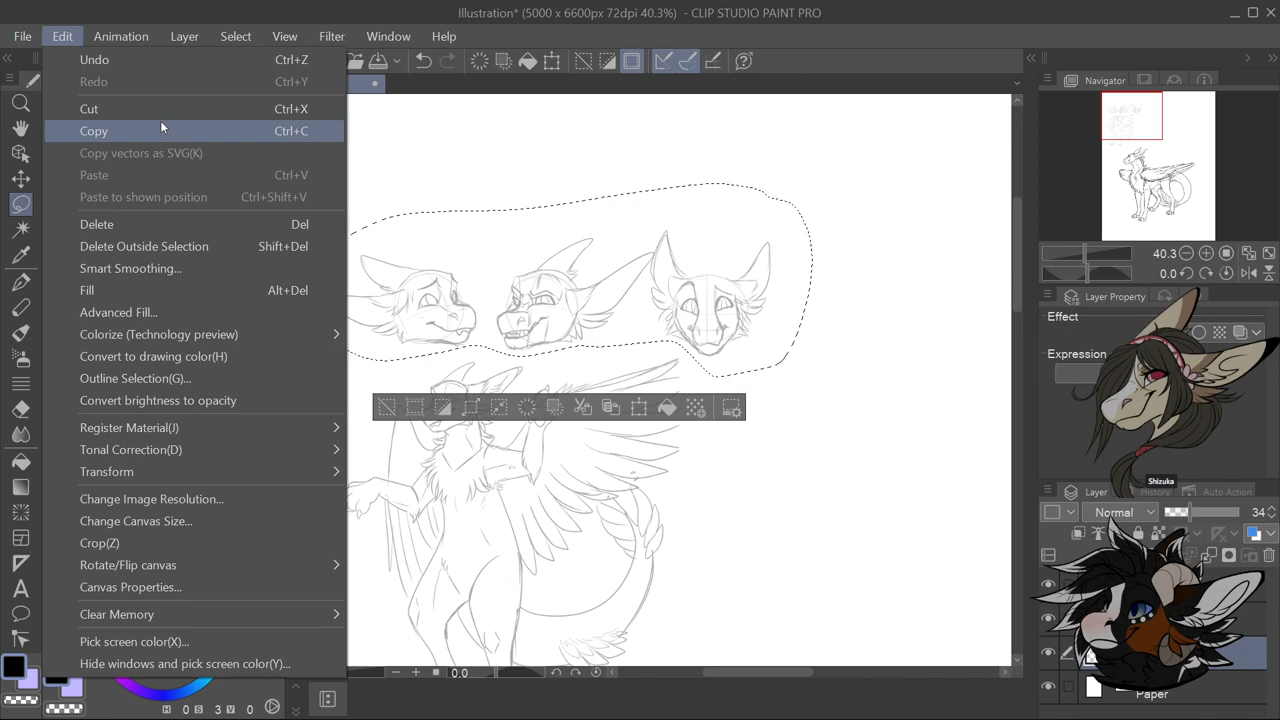 Illustration* (5000 x 6600px 72dpi 40.3%) - CLIP STUDIO PAINT PRO
File Edit Animation Layer Select View Filter Window Help
Undo Ctrl+Z
Redo Ctrl+Y
Cut Ctrl+X
Copy Ctrl+C
Copy vectors as SVG(K)
Paste Ctrl+V
Paste to shown position Ctrl+Shift+V
Delete Del
Delete Outside Selection Shift+Del
Smart Smoothing...
Fill Alt+Del
Advanced Fill...
Colorize (Technology preview)
Convert to drawing color(H)
Outline Selection(G)...
Convert brightness to opacity
Register Material(J)
Tonal Correction(D)
Transform
Change Image Resolution...
Change Canvas Size...
Crop(Z)
Rotate/Flip canvas
Canvas Properties...
Clear Memory
Pick screen color(X)...
Hide windows and pick screen color(Y)...
H 0 S 3 V 0
0.0
Navigator
40.3
0.0
Layer Property
Effect
Expression
Shizuka
Layer History Auto Action
Normal 34
Paper